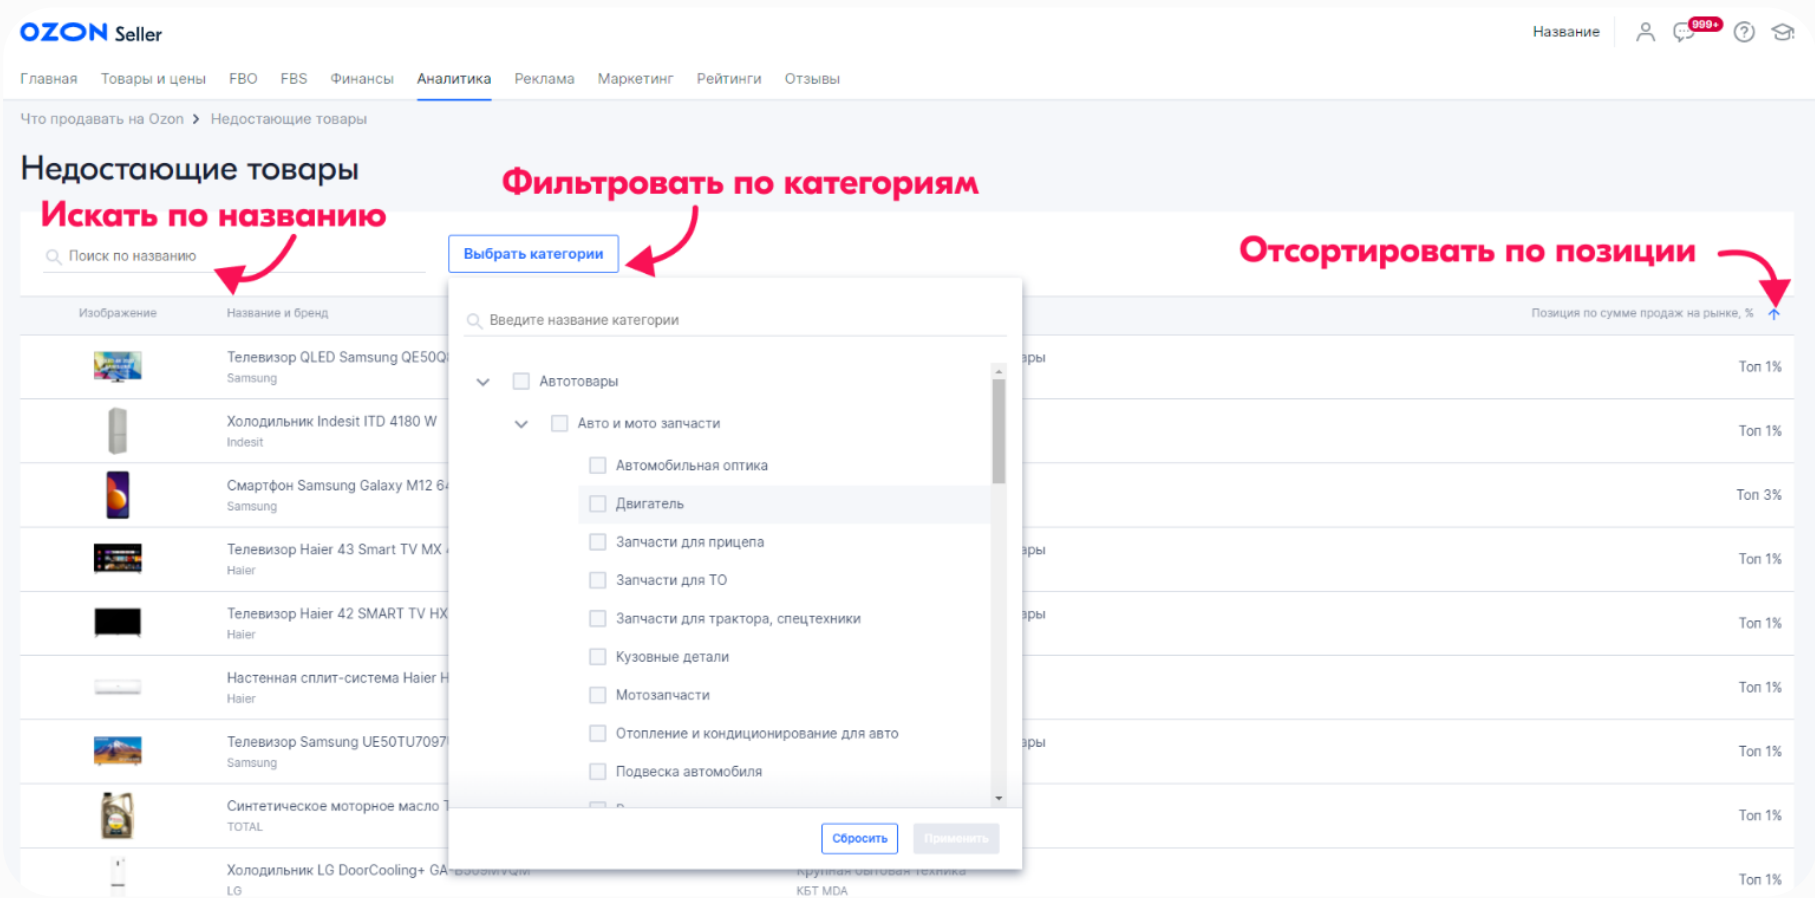 OZON Seller
Название
999+
Главная Товары и цены FBO FBS Финансы Аналитика Реклама Маркетинг Рейтинги Отзывы
Что продавать на Ozon > Недостающие товары
Недостающие товары
Искать по названию
Фильтровать по категориям
Отсортировать по позиции
Поиск по названию
Выбрать категории
Изображение Название и бренд Позиция по сумме продаж на рынке, %
Введите название категории
Автотовары
Авто и мото запчасти
Автомобильная оптика
Двигатель
Запчасти для прицепа
Запчасти для ТО
Запчасти для трактора, спецтехники
Кузовные детали
Мотозапчасти
Отопление и кондиционирование для авто
Подвеска автомобиля
Сбросить Применить
Телевизор QLED Samsung Топ 1%
Samsung
Холодильник Indesit ITD 4180 W Топ 1%
Indesit
Смартфон Samsung Galaxy M12 Топ 3%
Samsung
Телевизор Haier 43 Smart TV MX Топ 1%
Haier
Телевизор Haier 42 SMART TV HX Топ 1%
Haier
Настенная сплит-система Haier Топ 1%
Haier
Телевизор Samsung UE50TU7097 Топ 1%
Samsung
Синтетическое моторное масло Топ 1%
TOTAL
Холодильник LG DoorCooling+ Крупная бытовая техника Топ 1%
LG КБТ MDA